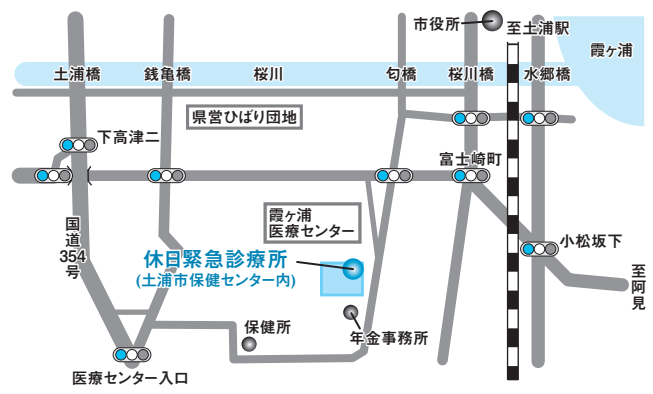 市役所
至土浦駅
霞ヶ浦
土浦橋
銭亀橋
桜川
匂橋
桜川橋
水郷橋
県営ひばり団地
下高津二
富士崎町
国道354号
霞ヶ浦
医療センター
休日緊急診療所
(土浦市保健センター内)
小松坂下
至阿見
保健所
年金事務所
医療センター入口